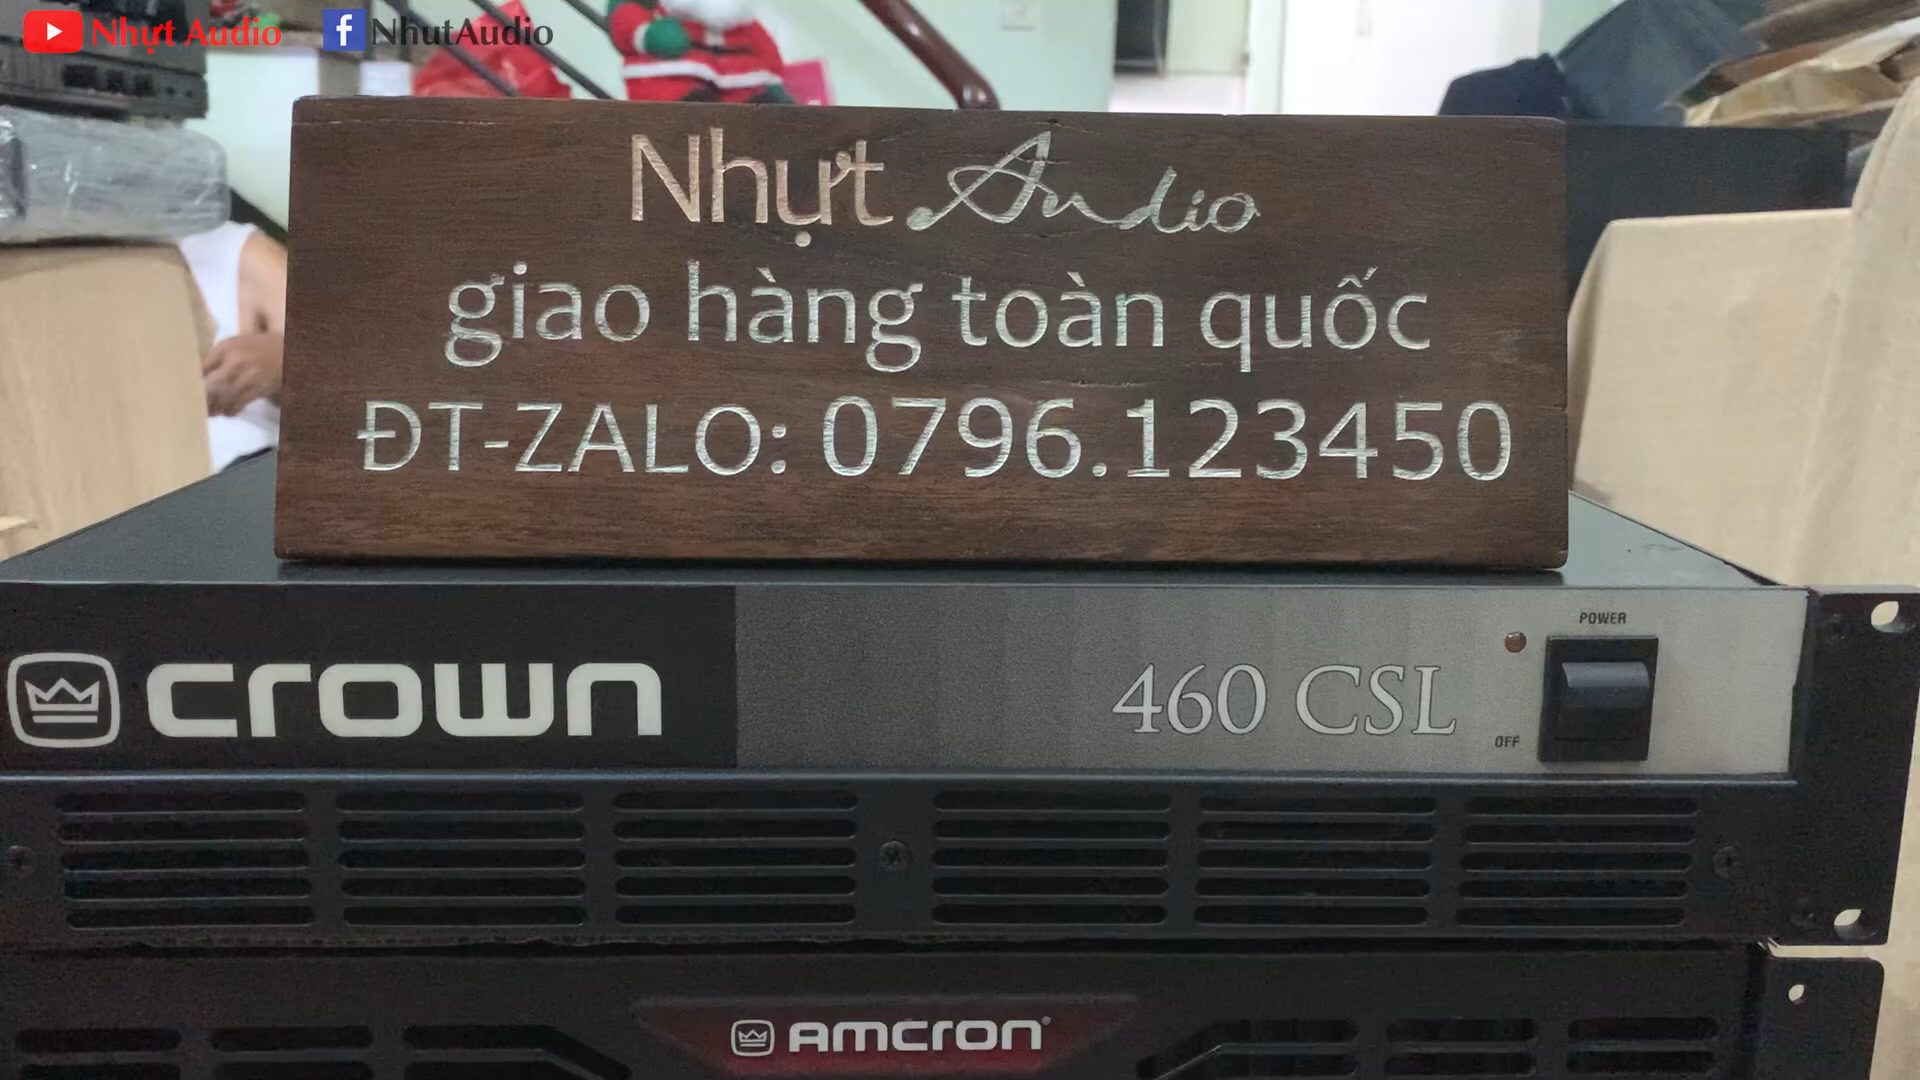 Nhựt Audio
NhutAudio
Nhựt Audio
giao hàng toàn quốc
ĐT-ZALO: 0796.123450
crown
460 CSL
POWER
OFF
AMCRON®